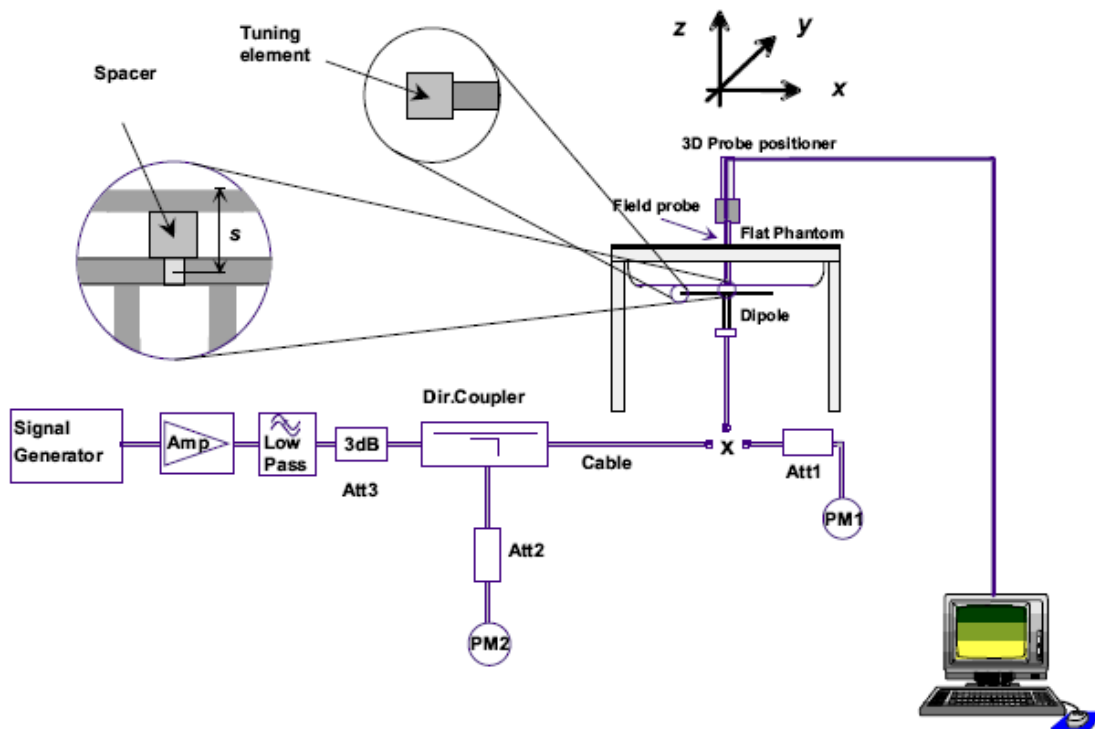 Tuning
element
Spacer
s
z
y
x
3D Probe positioner
Field probe
Flat Phantom
Dipole
Dir.Coupler
Signal
Generator
Amp
Low
Pass
3dB
Att3
Cable
X
Att1
PM1
Att2
PM2